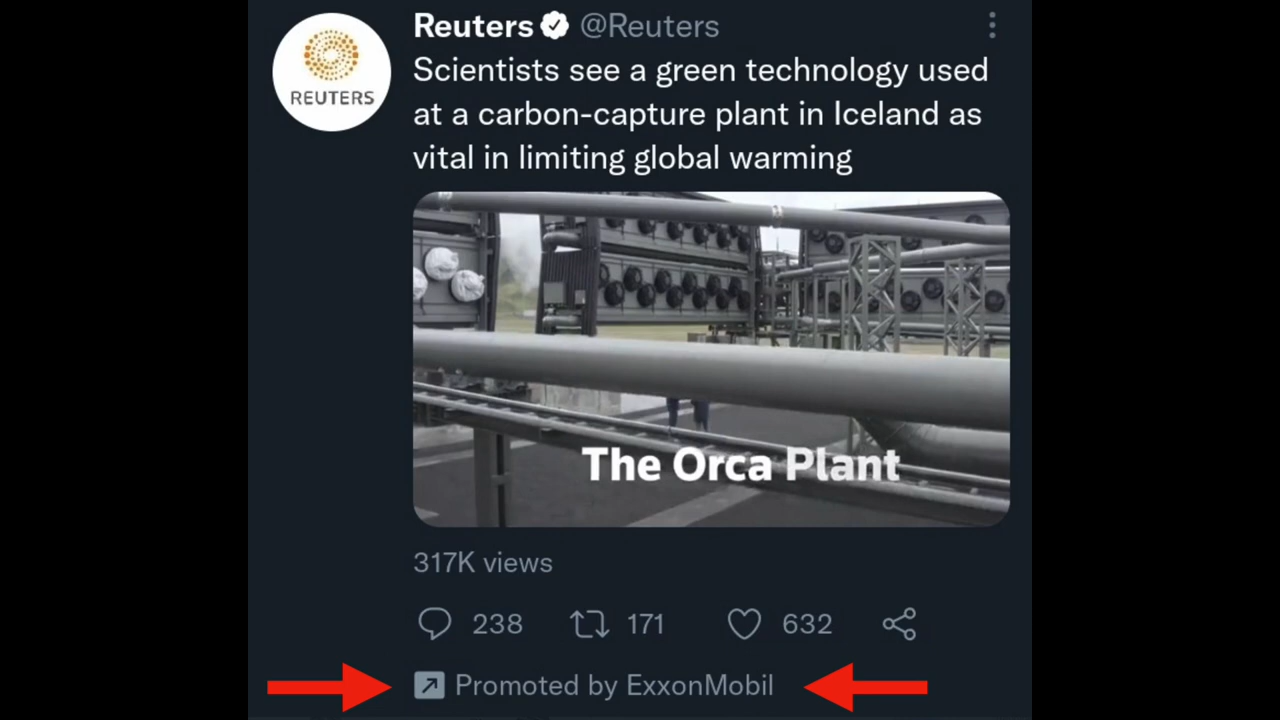 REUTERS
Reuters @Reuters
Scientists see a green technology used
at a carbon-capture plant in Iceland as
vital in limiting global warming
The Orca Plant
317K views
238 171 632
Promoted by ExxonMobil